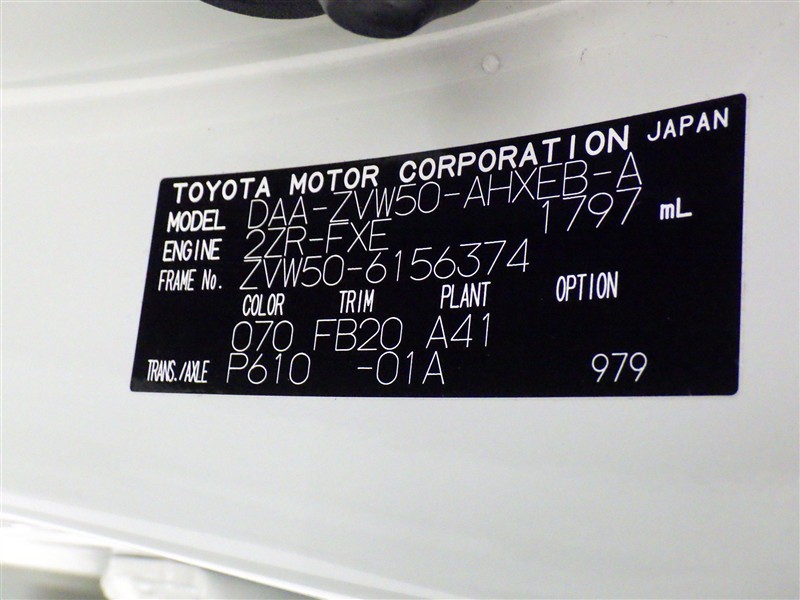 TOYOTA MOTOR CORPORATION JAPAN
MODEL DAA-ZVW50-AHXEB-A
ENGINE 2ZR-FXE 1797 mL
FRAME No. ZVW50-6156374
COLOR TRIM PLANT OPTION
070 FB20 A41
TRANS./AXLE P610 -01A 979